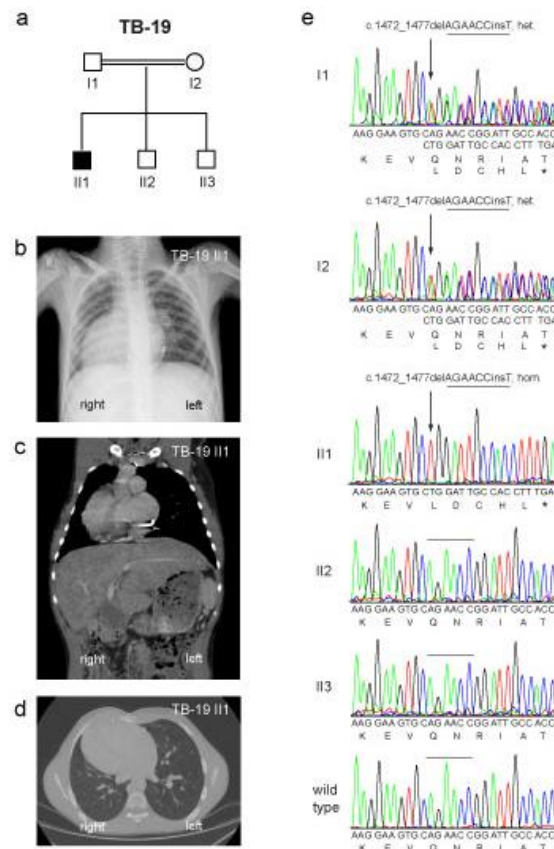 a
TB-19
I1
I2
II1
II2
II3
b
TB-19 II1
right
left
c
TB-19 II1
right
left
d
TB-19 II1
right
left
e
c.1472_1477delAGAACCinsT, het.
I1
AAG GAA GTG CAG AAC CGG ATT GCC ACC
CTG GAT TGC CAC CTT TGA
K E V Q N R I A T
L D C H L *
c.1472_1477delAGAACCinsT, het.
I2
AAG GAA GTG CAG AAC CGG ATT GCC ACC
CTG GAT TGC CAC CTT TGA
K E V Q N R I A T
L D C H L *
c.1472_1477delAGAACCinsT, hom.
II1
AAG GAA GTG CTG GAT TGC CAC CTT TGA
K E V L D C H L *
II2
AAG GAA GTG CAG AAC CGG ATT GCC ACC
K E V Q N R I A T
II3
AAG GAA GTG CAG AAC CGG ATT GCC ACC
K E V Q N R I A T
wild
type
AAG GAA GTG CAG AAC CGG ATT GCC ACC
K E V Q N R I A T